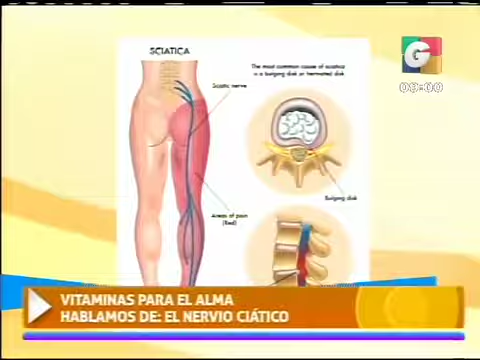 SCIATICA
The most common cause of sciatica
is a bulging disk or herniated disk
G
00:00
Sciatic nerve
Bulging disk
Areas of pain
(Red)
VITAMINAS PARA EL ALMA
HABLAMOS DE: EL NERVIO CIÁTICO